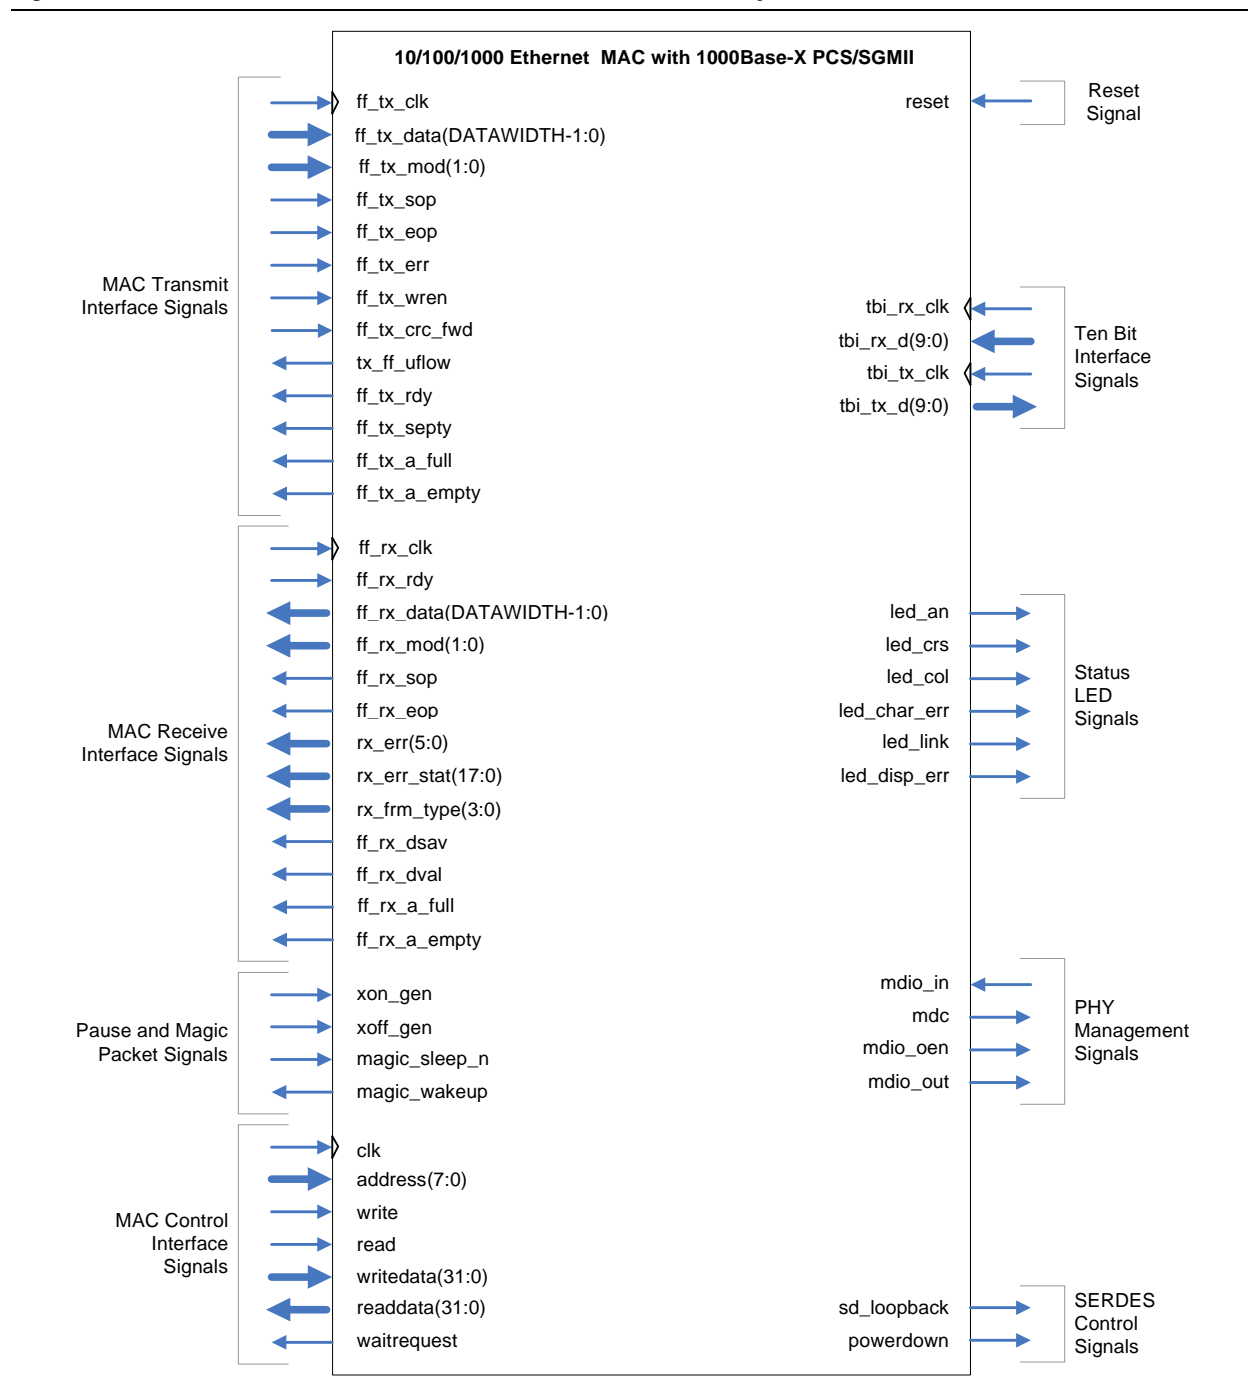 10/100/1000 Ethernet MAC with 1000Base-X PCS/SGMII
MAC Transmit
Interface Signals
ff_tx_clk
ff_tx_data(DATAWIDTH-1:0)
ff_tx_mod(1:0)
ff_tx_sop
ff_tx_eop
ff_tx_err
ff_tx_wren
ff_tx_crc_fwd
tx_ff_uflow
ff_tx_rdy
ff_tx_septy
ff_tx_a_full
ff_tx_a_empty
MAC Receive
Interface Signals
ff_rx_clk
ff_rx_rdy
ff_rx_data(DATAWIDTH-1:0)
ff_rx_mod(1:0)
ff_rx_sop
ff_rx_eop
rx_err(5:0)
rx_err_stat(17:0)
rx_frm_type(3:0)
ff_rx_dsav
ff_rx_dval
ff_rx_a_full
ff_rx_a_empty
Pause and Magic
Packet Signals
xon_gen
xoff_gen
magic_sleep_n
magic_wakeup
MAC Control
Interface
Signals
clk
address(7:0)
write
read
writedata(31:0)
readdata(31:0)
waitrequest
reset
Reset
Signal
tbi_rx_clk
tbi_rx_d(9:0)
tbi_tx_clk
tbi_tx_d(9:0)
Ten Bit
Interface
Signals
led_an
led_crs
led_col
led_char_err
led_link
led_disp_err
Status
LED
Signals
mdio_in
mdc
mdio_oen
mdio_out
PHY
Management
Signals
sd_loopback
powerdown
SERDES
Control
Signals